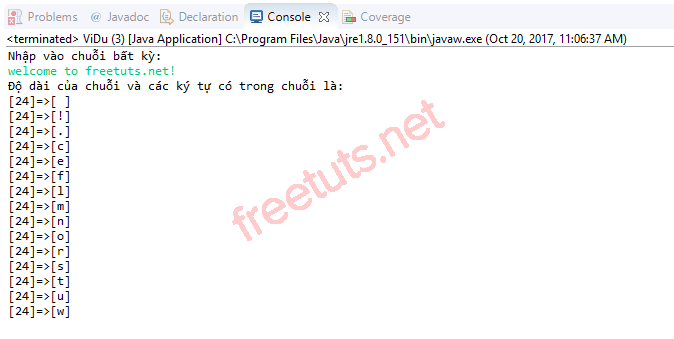 Problems @ Javadoc Declaration Console Coverage
<terminated> ViDu (3) [Java Application] C:\Program Files\Java\jre1.8.0_151\bin\javaw.exe (Oct 20, 2017, 11:06:37 AM)
Nhập vào chuỗi bất kỳ:
welcome to freetuts.net!
Độ dài của chuỗi và các ký tự có trong chuỗi là:
[24]=>[ ]
[24]=>[!]
[24]=>[.]
[24]=>[c]
[24]=>[e]
[24]=>[f]
[24]=>[l]
[24]=>[m]
[24]=>[n]
[24]=>[o]
[24]=>[r]
[24]=>[s]
[24]=>[t]
[24]=>[u]
[24]=>[w]
freetuts.net